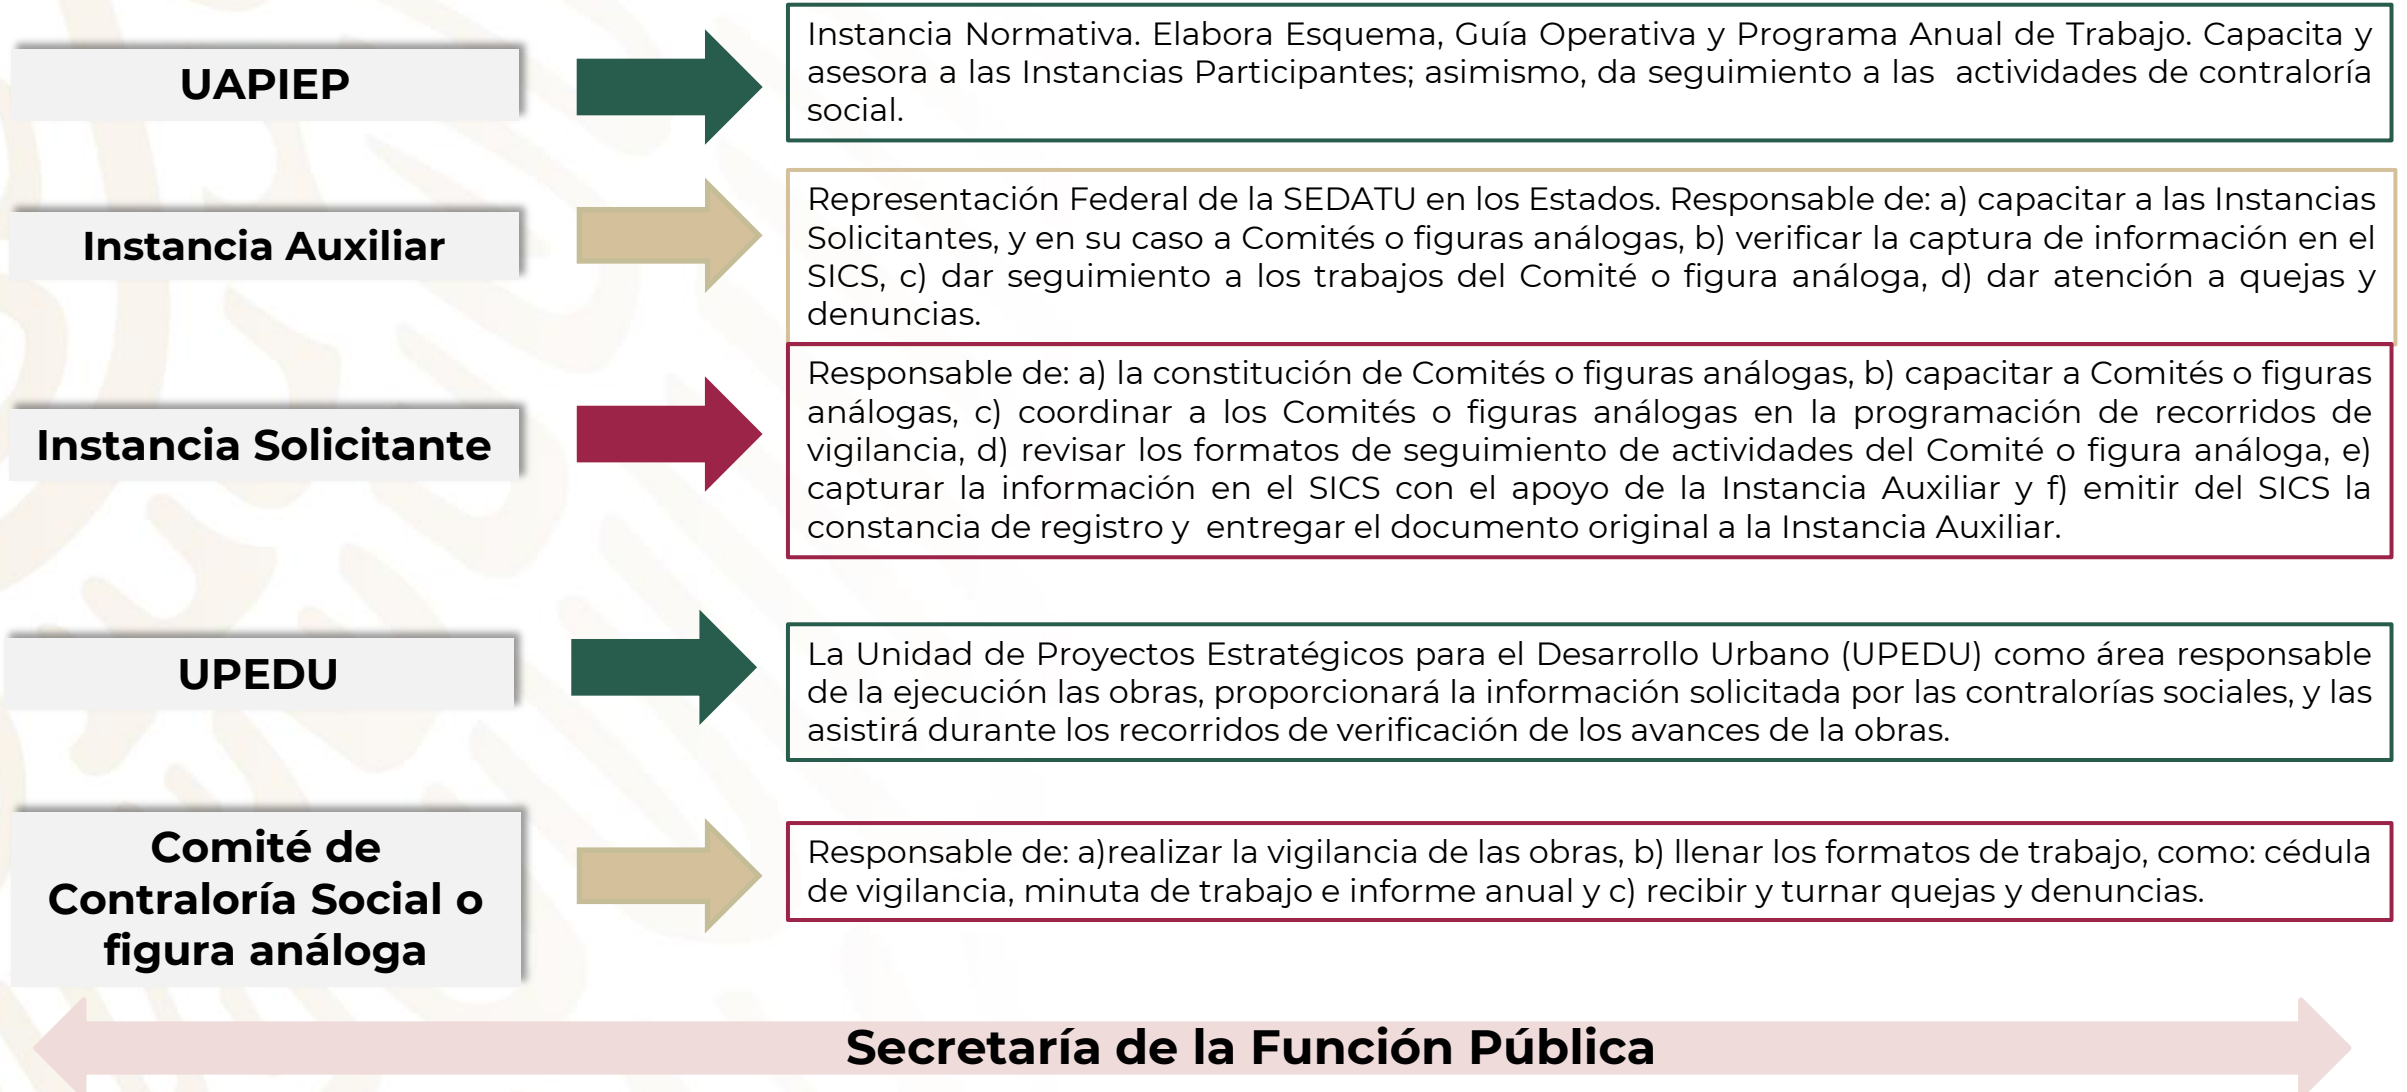 UAPIEP
Instancia Normativa. Elabora Esquema, Guía Operativa y Programa Anual de Trabajo. Capacita y
asesora a las Instancias Participantes; asimismo, da seguimiento a las actividades de contraloría
social.
Instancia Auxiliar
Representación Federal de la SEDATU en los Estados. Responsable de: a) capacitar a las Instancias
Solicitantes, y en su caso a Comités o figuras análogas, b) verificar la captura de información en el
SICS, c) dar seguimiento a los trabajos del Comité o figura análoga, d) dar atención a quejas y
denuncias.
Instancia Solicitante
Responsable de: a) la constitución de Comités o figuras análogas, b) capacitar a Comités o figuras
análogas, c) coordinar a los Comités o figuras análogas en la programación de recorridos de
vigilancia, d) revisar los formatos de seguimiento de actividades del Comité o figura análoga, e)
capturar la información en el SICS con el apoyo de la Instancia Auxiliar y f) emitir del SICS la
constancia de registro y entregar el documento original a la Instancia Auxiliar.
UPEDU
La Unidad de Proyectos Estratégicos para el Desarrollo Urbano (UPEDU) como área responsable
de la ejecución las obras, proporcionará la información solicitada por las contralorías sociales, y las
asistirá durante los recorridos de verificación de los avances de la obras.
Comité de
Contraloría Social o
figura análoga
Responsable de: a)realizar la vigilancia de las obras, b) llenar los formatos de trabajo, como: cédula
de vigilancia, minuta de trabajo e informe anual y c) recibir y turnar quejas y denuncias.
Secretaría de la Función Pública